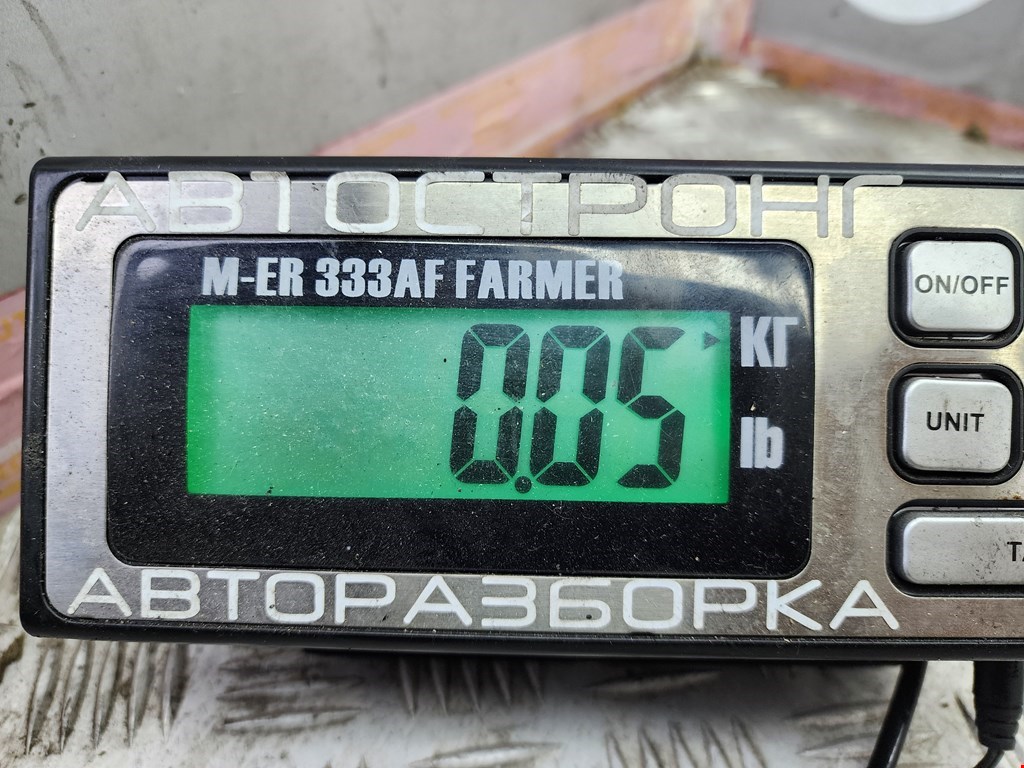 АВТОСТРОНГ
M-ER 333AF FARMER
0.05
КГ
lb
ON/OFF
UNIT
АВТОРАЗБОРКА